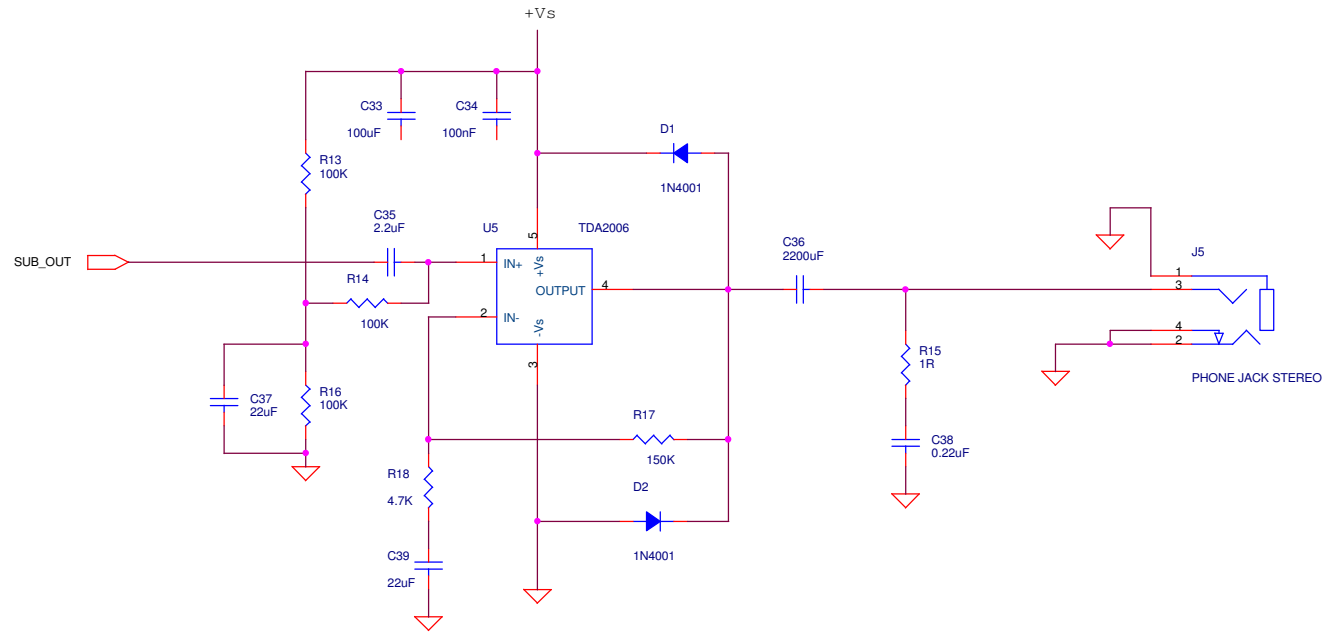 +Vs
C33
100uF
C34
100nF
D1
1N4001
R13
100K
C35
2.2uF
U5
TDA2006
SUB_OUT
R14
100K
1
IN+
2
IN-
5
+Vs
OUTPUT
4
-Vs
3
C36
2200uF
J5
1
3
4
2
PHONE JACK STEREO
R15
1R
C38
0.22uF
C37
22uF
R16
100K
R17
150K
R18
4.7K
D2
1N4001
C39
22uF